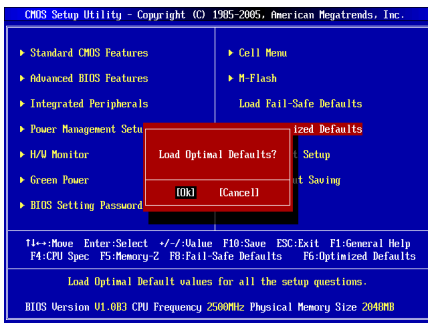 CMOS Setup Utility - Copyright (C) 1985-2005, American Megatrends, Inc.
▶ Standard CMOS Features
▶ Cell Menu
▶ Advanced BIOS Features
▶ M-Flash
▶ Integrated Peripherals
Load Fail-Safe Defaults
▶ Power Management Setu
ized Defaults
▶ H/W Monitor
Load Optimal Defaults?
t Setup
▶ Green Power
ut Saving
[Ok] [Cancel]
▶ BIOS Setting Password
↑↓↔:Move Enter:Select +/-/:Value F10:Save ESC:Exit F1:General Help
F4:CPU Spec F5:Memory-Z F8:Fail-Safe Defaults F6:Optimized Defaults
Load Optimal Default values for all the setup questions.
BIOS Version V1.0B3 CPU Frequency 2500MHz Physical Memory Size 2048MB